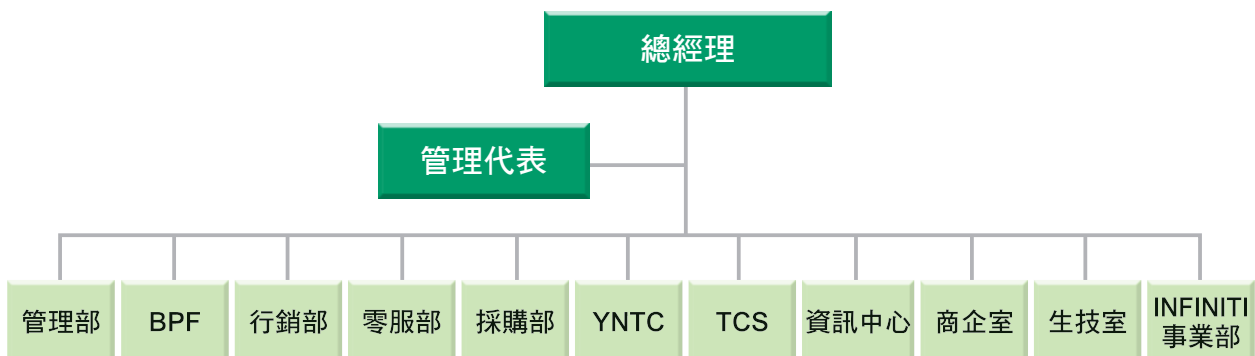 總經理
管理代表
管理部
BPF
行銷部
零服部
採購部
YNTC
TCS
資訊中心
商企室
生技室
INFINITI
事業部